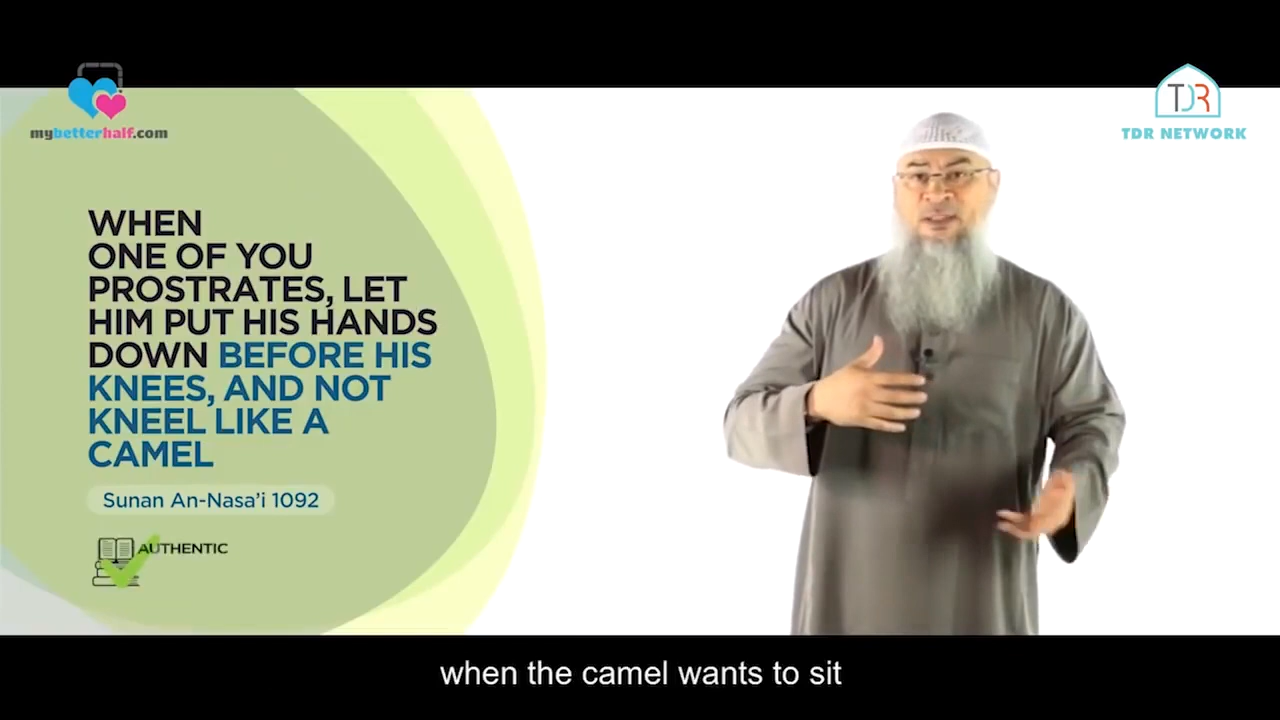 mybetterhalf.com
TDR
TDR NETWORK
WHEN
ONE OF YOU
PROSTRATES, LET
HIM PUT HIS HANDS
DOWN BEFORE HIS
KNEES, AND NOT
KNEEL LIKE A
CAMEL
Sunan An-Nasa’i 1092
AUTHENTIC
when the camel wants to sit